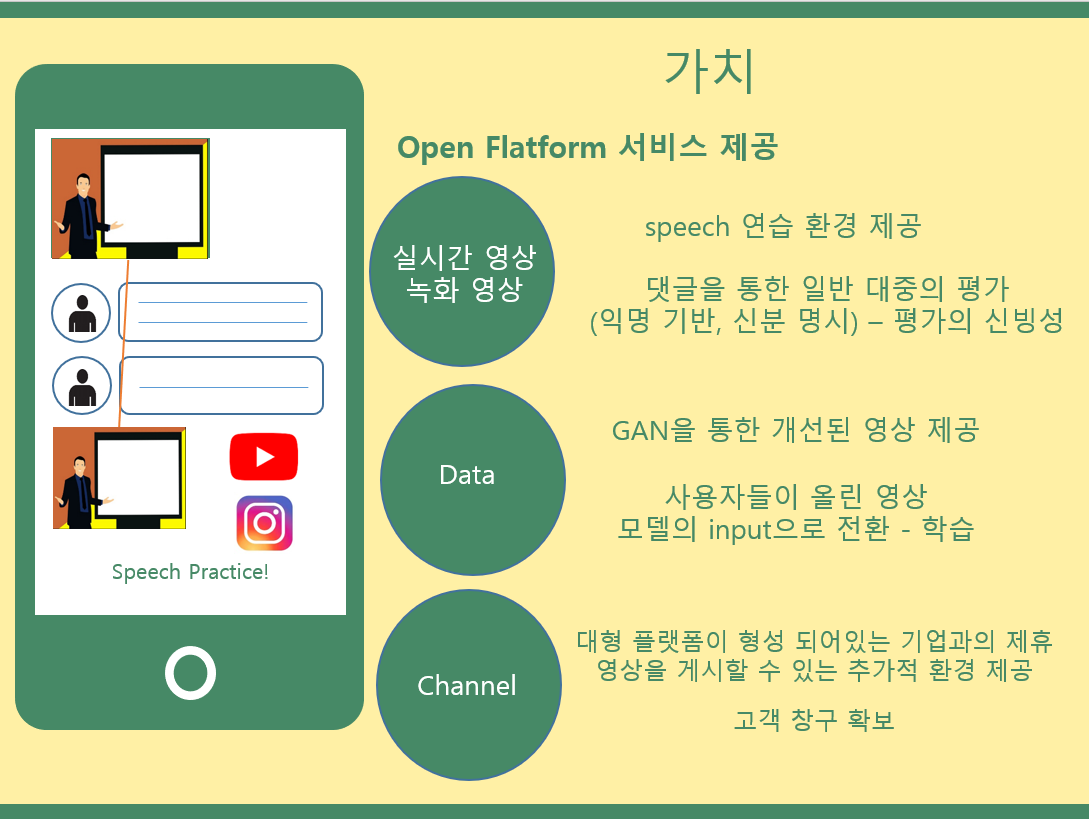 가치
Open Flatform 서비스 제공
실시간 영상
녹화 영상
speech 연습 환경 제공
댓글을 통한 일반 대중의 평가
(익명 기반, 신분 명시) – 평가의 신빙성
Data
GAN을 통한 개선된 영상 제공
사용자들이 올린 영상
모델의 input으로 전환 - 학습
Channel
대형 플랫폼이 형성 되어있는 기업과의 제휴
영상을 게시할 수 있는 추가적 환경 제공
고객 창구 확보
Speech Practice!